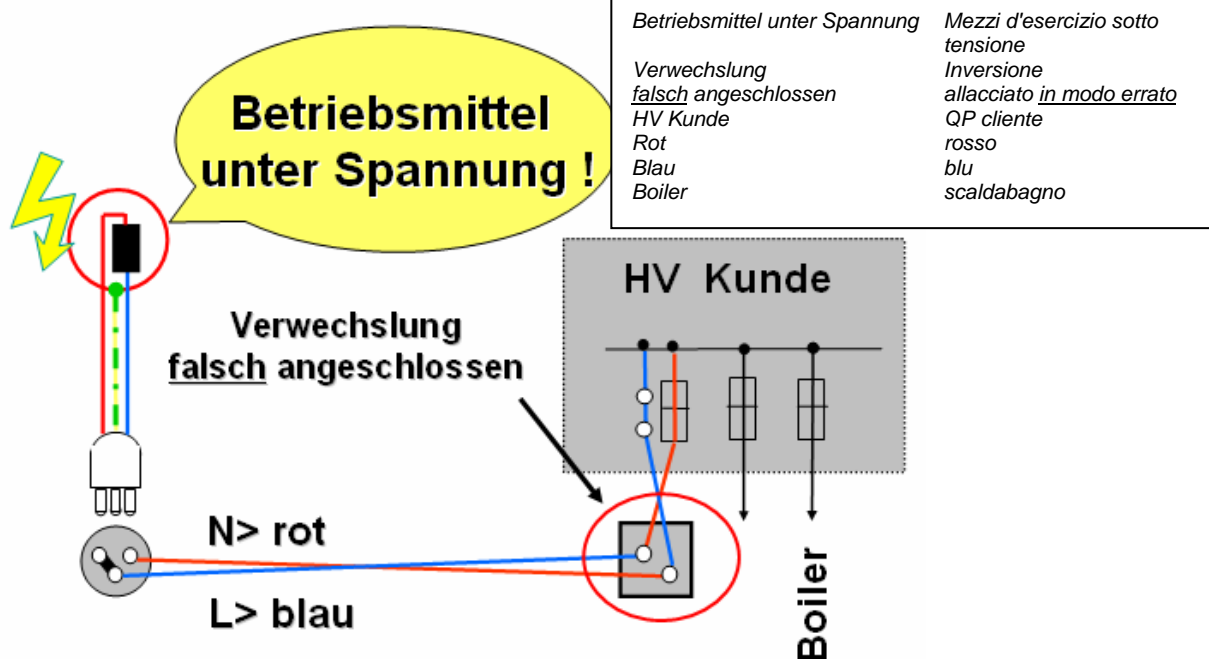 Betriebsmittel unter Spannung Mezzi d'esercizio sotto
tensione
Verwechslung Inversione
falsch angeschlossen allacciato in modo errato
HV Kunde QP cliente
Rot rosso
Blau blu
Boiler scaldabagno
Betriebsmittel
unter Spannung !
HV Kunde
Verwechslung
falsch angeschlossen
N> rot
L> blau
Boiler